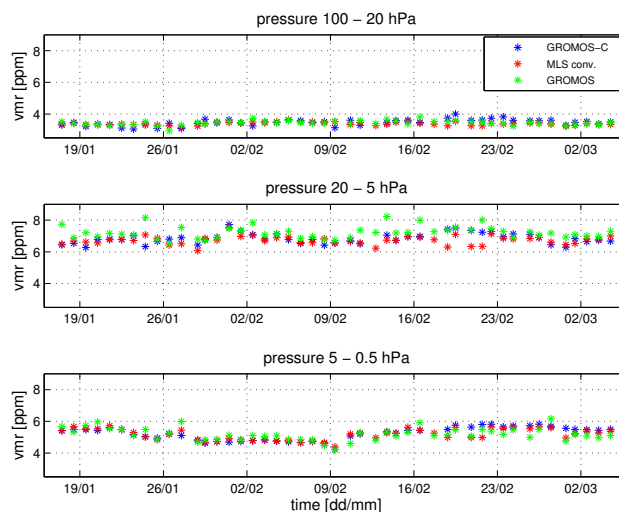 pressure 100 − 20 hPa
8
6
4
vmr [ppm]
GROMOS−C
MLS conv.
GROMOS
19/01 26/01 02/02 09/02 16/02 23/02 02/03
pressure 20 − 5 hPa
8
6
4
vmr [ppm]
19/01 26/01 02/02 09/02 16/02 23/02 02/03
pressure 5 − 0.5 hPa
8
6
4
vmr [ppm]
19/01 26/01 02/02 09/02 16/02 23/02 02/03
time [dd/mm]